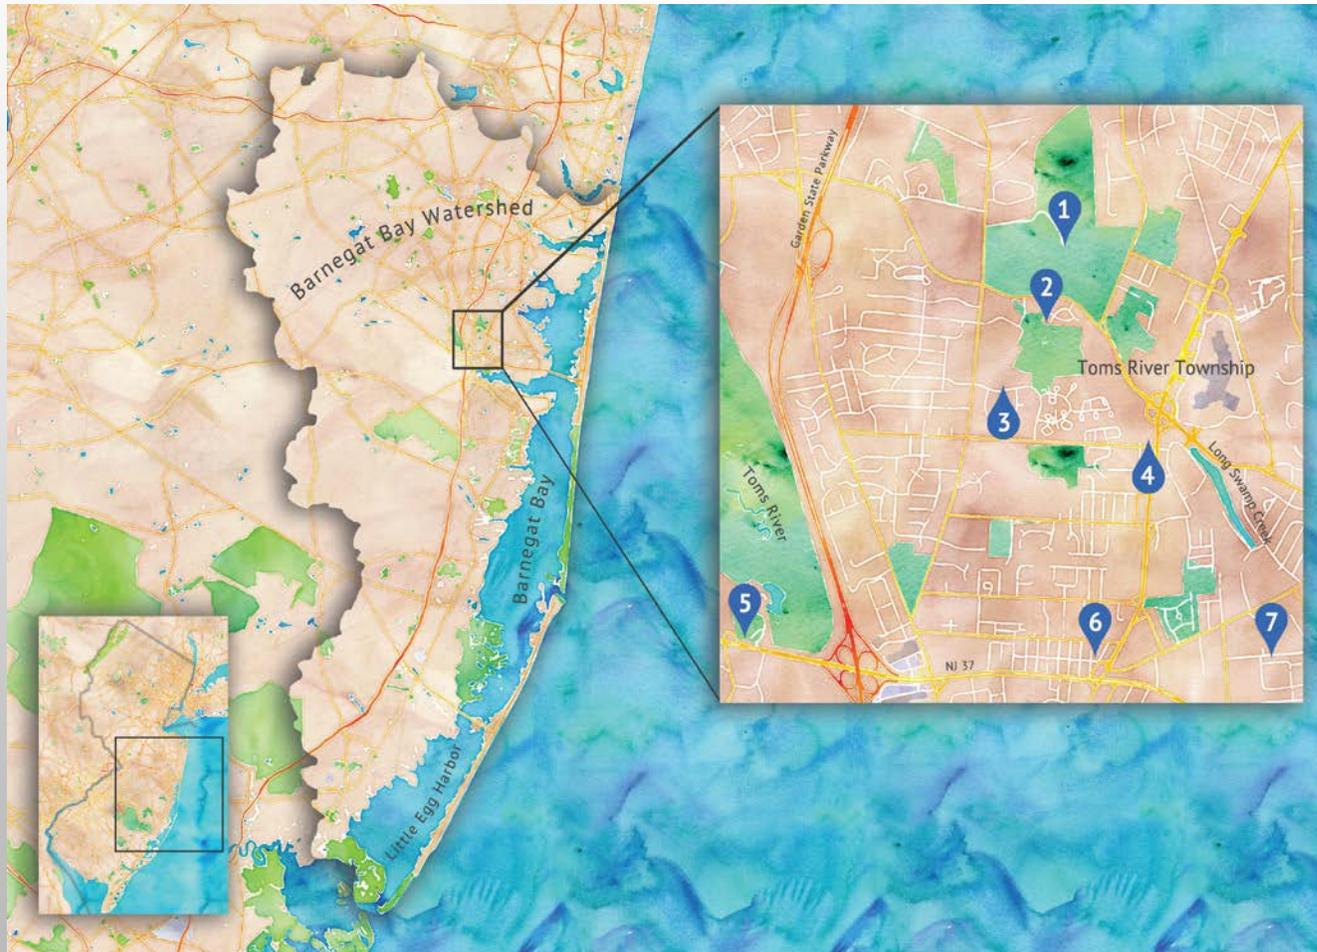 Barnegat Bay Watershed
Barnegat Bay
Little Egg Harbor
Garden State Parkway
1
2
Toms River Township
3
4
Long Swamp Creek
Toms River
5
6
7
NJ 37